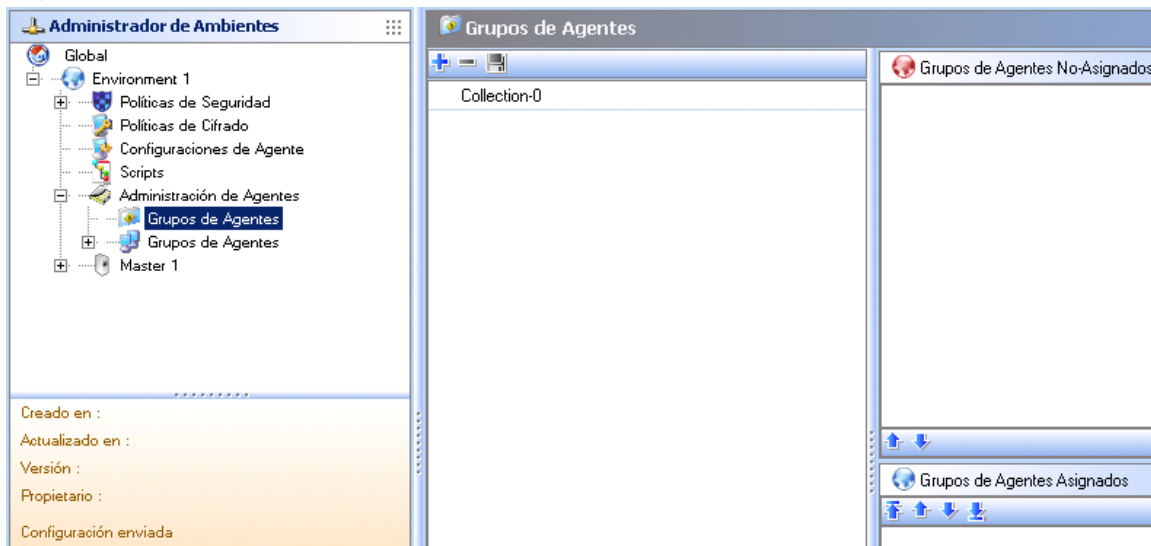 Administrador de Ambientes
Global
Environment 1
Políticas de Seguridad
Políticas de Cifrado
Configuraciones de Agente
Scripts
Administración de Agentes
Grupos de Agentes
Grupos de Agentes
Master 1
Creado en :
Actualizado en :
Versión :
Propietario :
Configuración enviada
Grupos de Agentes
Collection-0
Grupos de Agentes No-Asignados
Grupos de Agentes Asignados